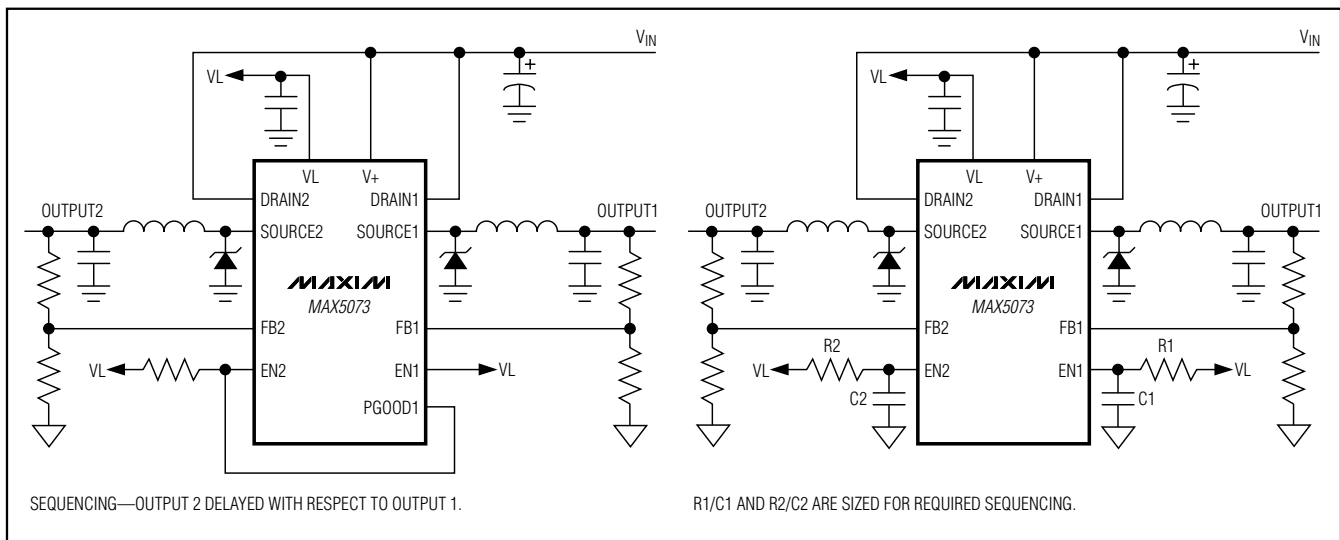 VIN
VL
VL
V+
DRAIN2
DRAIN1
OUTPUT2
SOURCE2
SOURCE1
OUTPUT1
MAXIM
MAX5073
FB2
FB1
VL
EN2
EN1
VL
PGOOD1
SEQUENCING—OUTPUT 2 DELAYED WITH RESPECT TO OUTPUT 1.
VIN
VL
VL
V+
DRAIN2
DRAIN1
OUTPUT2
SOURCE2
SOURCE1
OUTPUT1
MAXIM
MAX5073
FB2
FB1
R2
R1
VL
EN2
EN1
VL
C2
C1
R1/C1 AND R2/C2 ARE SIZED FOR REQUIRED SEQUENCING.